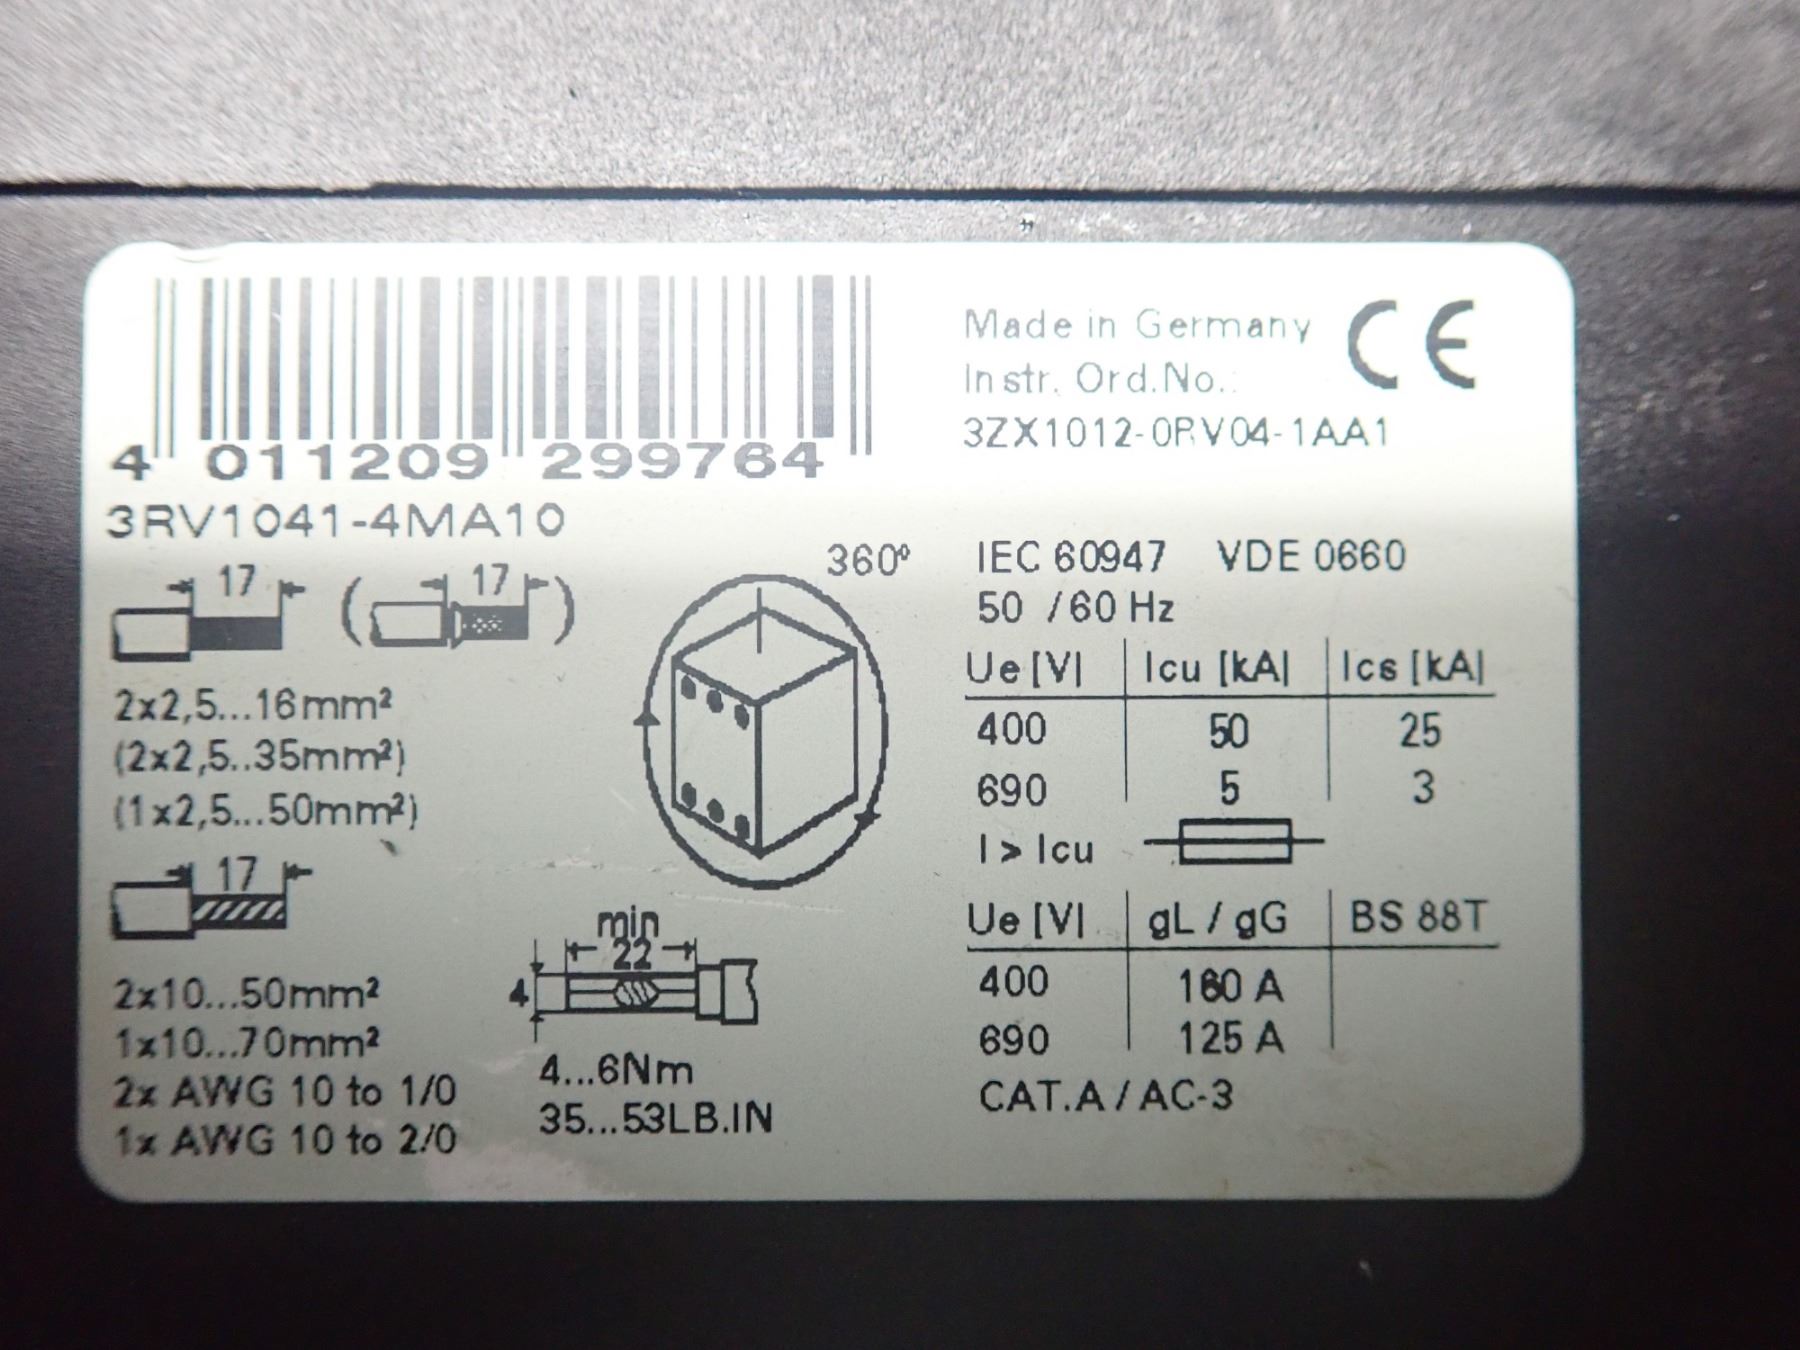 4 011209 299764
3RV1041-4MA10
Made in Germany
Instr. Ord.No.:
3ZX1012-0RV04-1AA1
CE
17
( 17 )
2x2,5...16mm²
(2x2,5..35mm²)
(1x2,5...50mm²)
17
2x10...50mm²
1x10...70mm²
2x AWG 10 to 1/0
1x AWG 10 to 2/0
360°
min
22
4
4...6Nm
35...53LB.IN
IEC 60947 VDE 0660
50 /60 Hz
Ue [V] Icu [kA] Ics [kA]
400 50 25
690 5 3
I > Icu
Ue [V] gL / gG BS 88T
400 160 A
690 125 A
CAT.A / AC-3